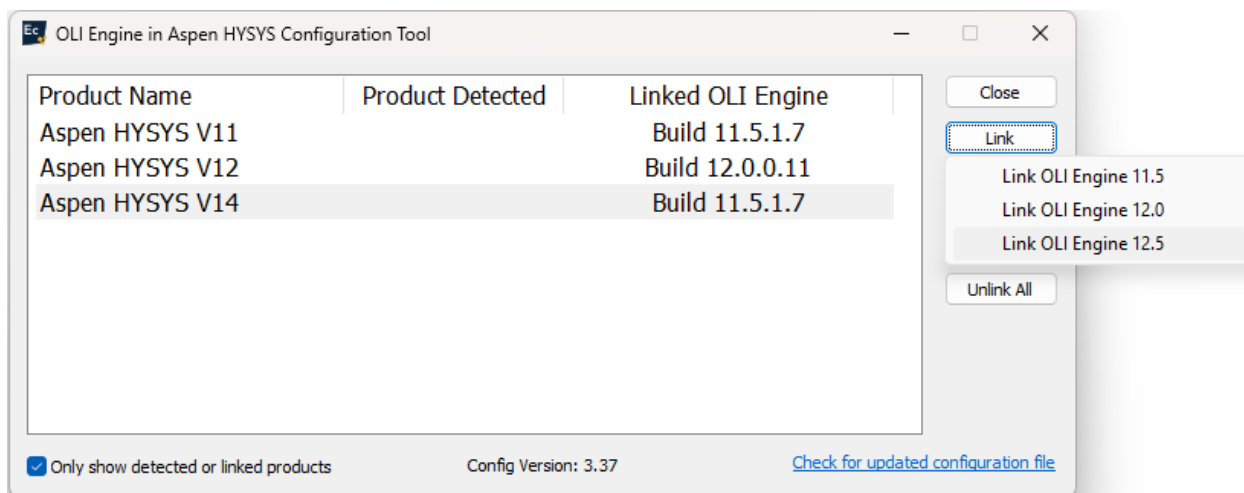 Ec OLI Engine in Aspen HYSYS Configuration Tool
Product Name Product Detected Linked OLI Engine
Aspen HYSYS V11 Build 11.5.1.7
Aspen HYSYS V12 Build 12.0.0.11
Aspen HYSYS V14 Build 11.5.1.7
Close
Link
Link OLI Engine 11.5
Link OLI Engine 12.0
Link OLI Engine 12.5
Unlink All
Only show detected or linked products Config Version: 3.37 Check for updated configuration file